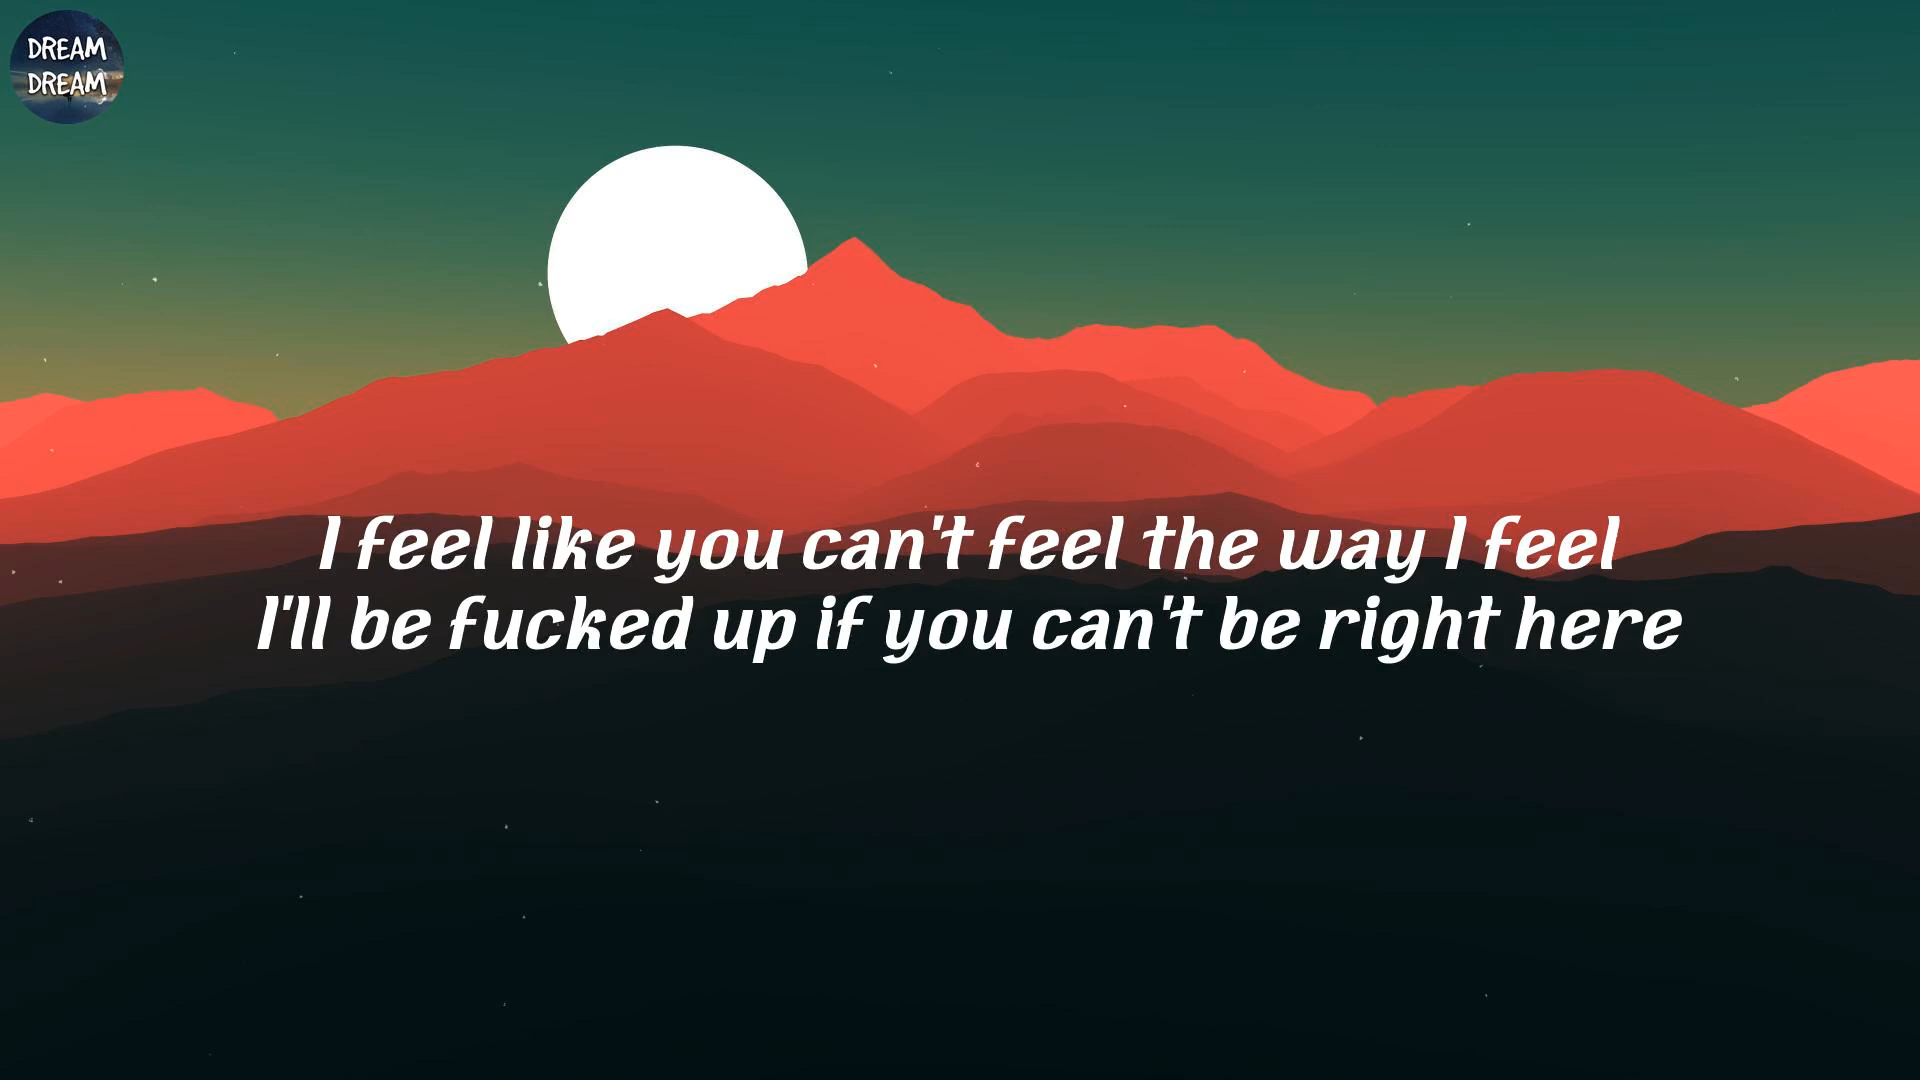 DREAM
DREAM
I feel like you can't feel the way I feel
I'll be fucked up if you can't be right here